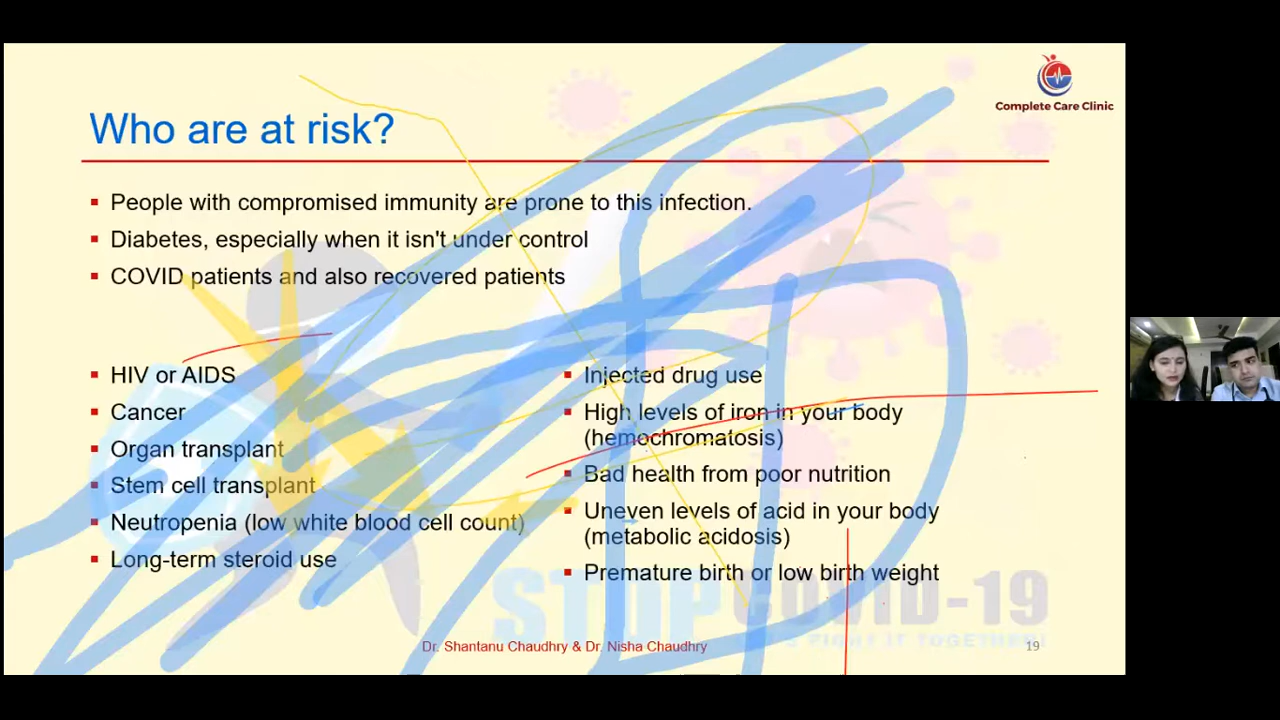 Complete Care Clinic
Who are at risk?
People with compromised immunity are prone to this infection.
Diabetes, especially when it isn't under control
COVID patients and also recovered patients
HIV or AIDS
Cancer
Organ transplant
Stem cell transplant
Neutropenia (low white blood cell count)
Long-term steroid use
Injected drug use
High levels of iron in your body
(hemochromatosis)
Bad health from poor nutrition
Uneven levels of acid in your body
(metabolic acidosis)
Premature birth or low birth weight
STOP COVID-19
FIGHT IT TOGETHER!
Dr. Shantanu Chaudhry & Dr. Nisha Chaudhry
19